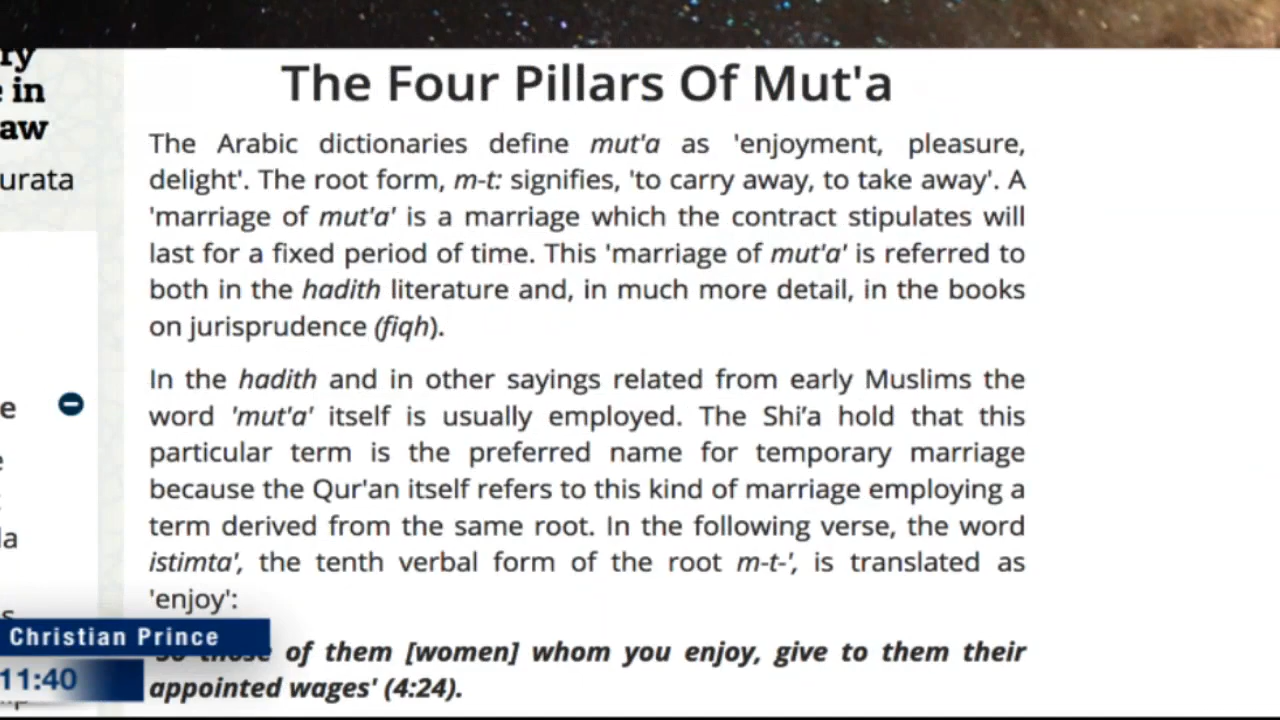 The Four Pillars Of Mut'a
ry
in
aw
urata
The Arabic dictionaries define mut'a as 'enjoyment, pleasure,
delight'. The root form, m-t: signifies, 'to carry away, to take away'. A
'marriage of mut'a' is a marriage which the contract stipulates will
last for a fixed period of time. This 'marriage of mut'a' is referred to
both in the hadith literature and, in much more detail, in the books
on jurisprudence (fiqh).
In the hadith and in other sayings related from early Muslims the
word 'mut'a' itself is usually employed. The Shi’a hold that this
particular term is the preferred name for temporary marriage
because the Qur'an itself refers to this kind of marriage employing a
term derived from the same root. In the following verse, the word
istimta', the tenth verbal form of the root m-t-', is translated as
'enjoy':
of them [women] whom you enjoy, give to them their
appointed wages' (4:24).
Christian Prince
11:40